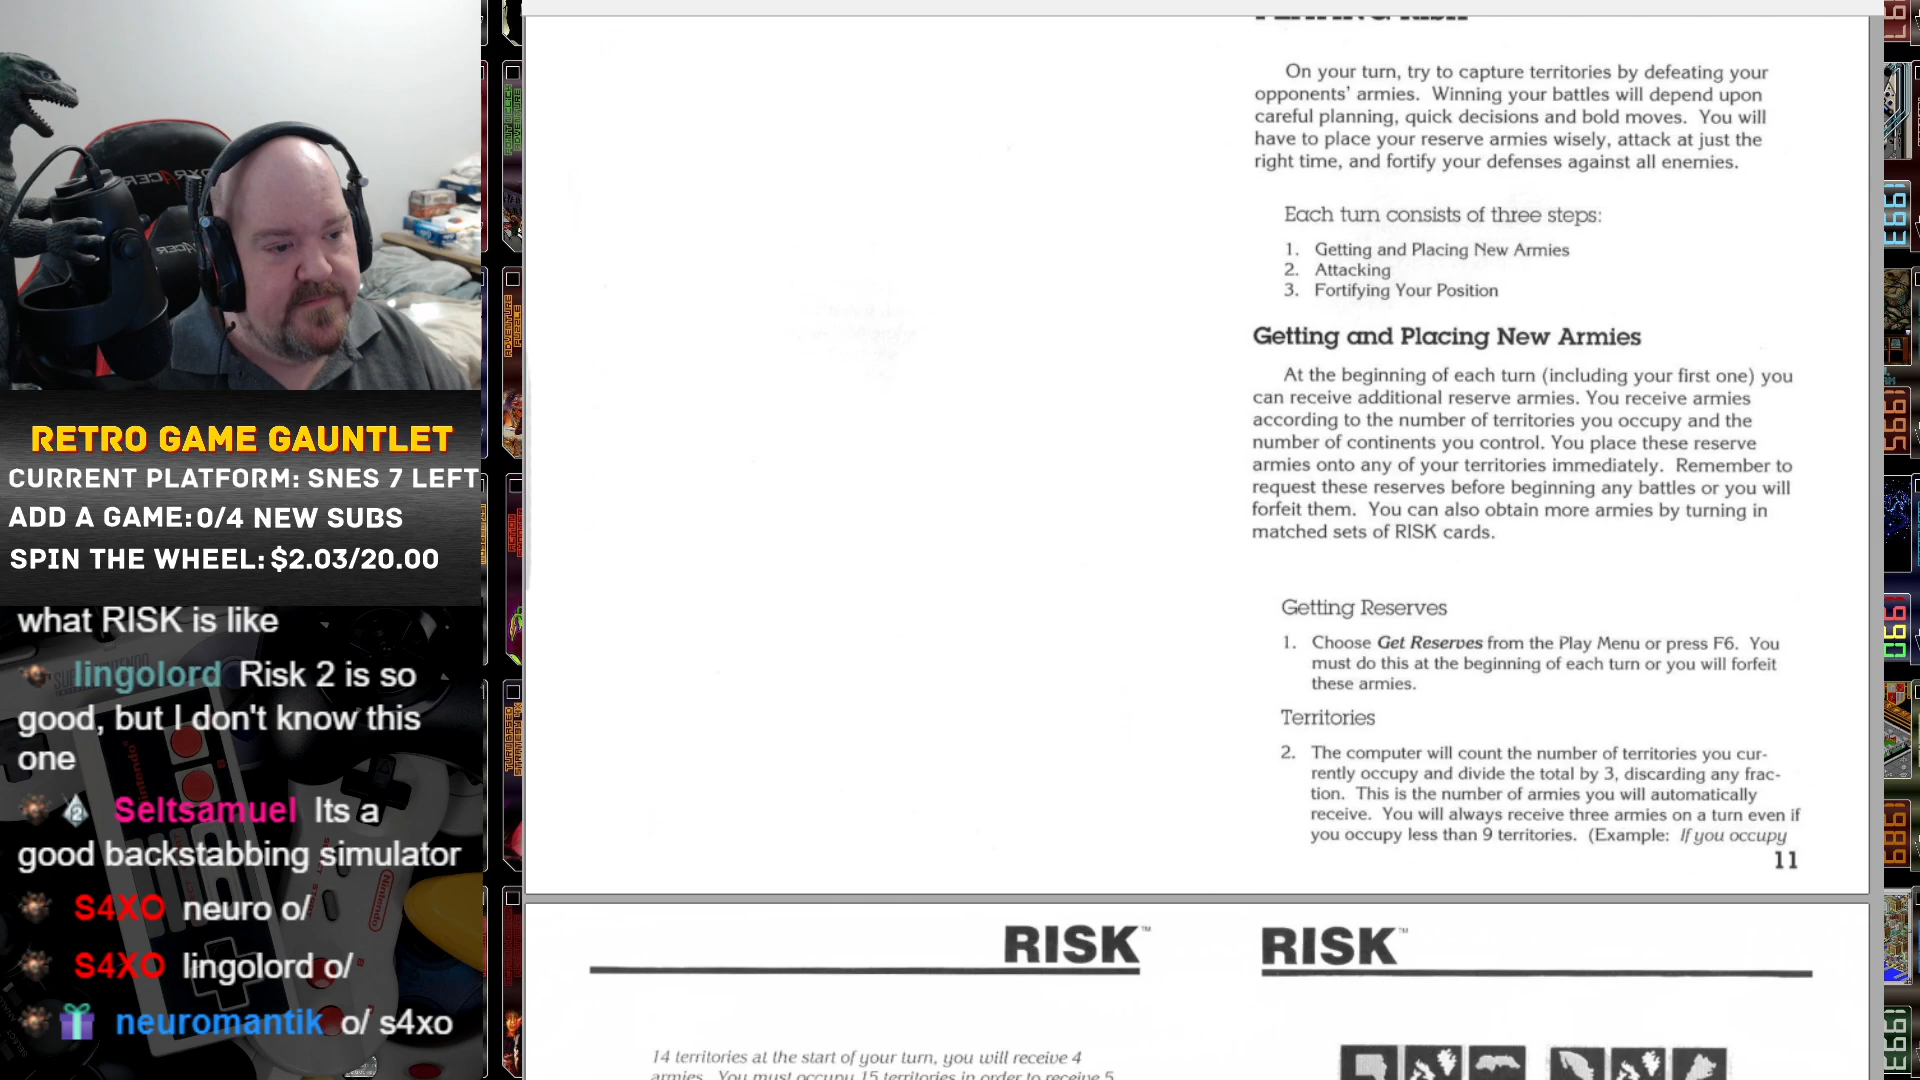 RETRO GAME GAUNTLET
CURRENT PLATFORM: SNES 7 LEFT
ADD A GAME: 0/4 NEW SUBS
SPIN THE WHEEL: $2.03/20.00
what RISK is like
lingolord Risk 2 is so
good, but I don't know this
one
Seltsamuel Its a
good backstabbing simulator
S4XO neuro o/
S4XO lingolord o/
neuromantik o/ s4xo
On your turn, try to capture territories by defeating your
opponents' armies. Winning your battles will depend upon
careful planning, quick decisions and bold moves. You will
have to place your reserve armies wisely, attack at just the
right time, and fortify your defenses against all enemies.
Each turn consists of three steps:
1. Getting and Placing New Armies
2. Attacking
3. Fortifying Your Position
Getting and Placing New Armies
At the beginning of each turn (including your first one) you
can receive additional reserve armies. You receive armies
according to the number of territories you occupy and the
number of continents you control. You place these reserve
armies onto any of your territories immediately. Remember to
request these reserves before beginning any battles or you will
forfeit them. You can also obtain more armies by turning in
matched sets of RISK cards.
Getting Reserves
1. Choose Get Reserves from the Play Menu or press F6. You
must do this at the beginning of each turn or you will forfeit
these armies.
Territories
2. The computer will count the number of territories you cur-
rently occupy and divide the total by 3, discarding any frac-
tion. This is the number of armies you will automatically
receive. You will always receive three armies on a turn even if
you occupy less than 9 territories. (Example: If you occupy
11
RISK™
RISK™
14 territories at the start of your turn, you will receive 4
armies. You must occupy 15 territories in order to receive 5